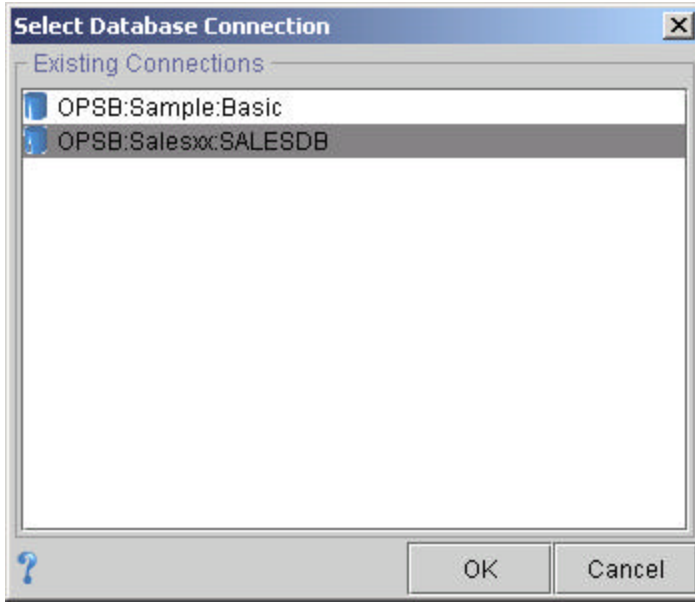 Select Database Connection
Existing Connections
OPSB:Sample:Basic
OPSB:Salesxx:SALESDB
OK Cancel